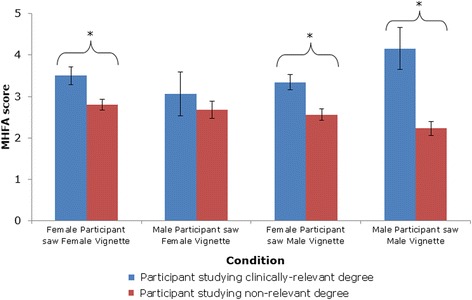 5
4
3
2
1
0
MHFA score
*
*
*
Female Participant
saw Female Vignette
Male Participant saw
Female Vignette
Female Participant
saw Male Vignette
Male Participant saw
Male Vignette
Condition
Participant studying clinically-relevant degree
Participant studying non-relevant degree